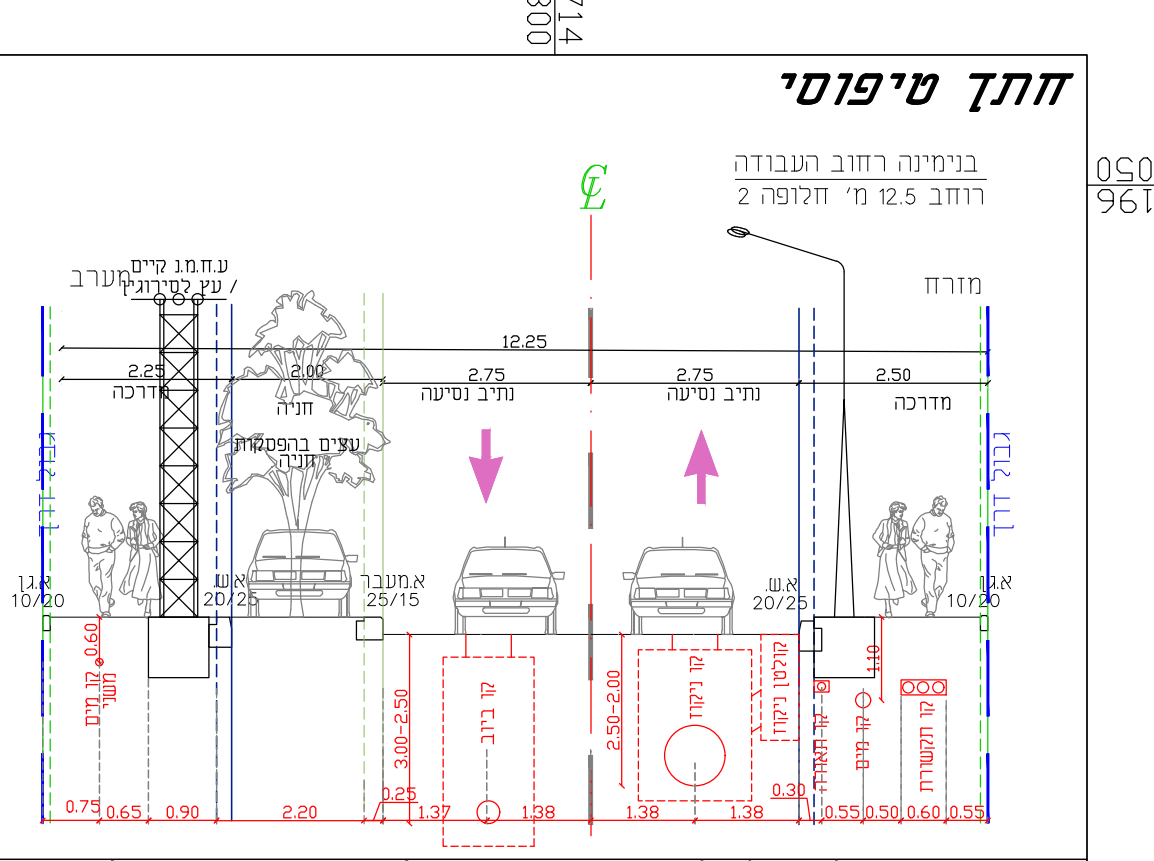 714
800
חתך טיפוסי
050
196
בנימינה רחוב העבודה
רוחב 12.5 מ' חלופה 2
ע.ח.מ.נ קיים
/ עץ לסירוגין
מערב
מזרח
12.25
2.25
2.00
2.75
2.75
2.50
מדרכה
חניה
נתיב נסיעה
נתיב נסיעה
מדרכה
עצים בהפסקות
חניה
גבול דרך
גבול דרך
א.גן
10/20
א.ש.
20/25
א.מעבר
25/15
א.ש.
20/25
א.גן
10/20
0.60
קו מים
משני
3.00-2.50
קו ביוב
2.50-2.00
קו ניקוז
קולטן ניקוז
1.10
קו תאורה
קו מים
קו תקשורת
0.75
0.65
0.90
2.20
0.25
1.37
1.38
1.38
1.38
0.30
0.55
0.50
0.60
0.55